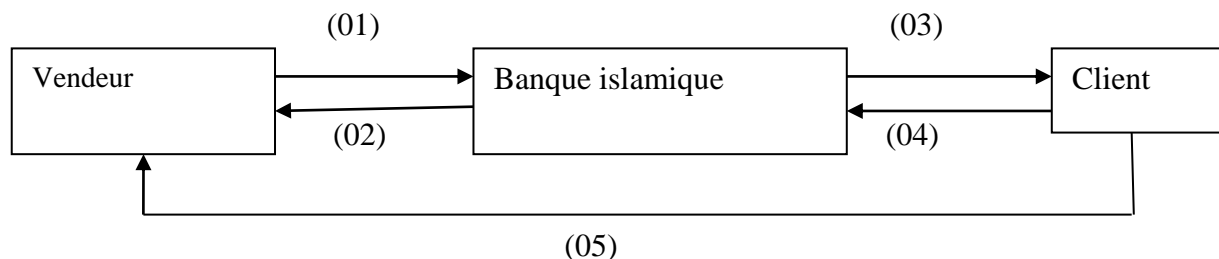 (01) (03)
Vendeur Banque islamique Client
(02) (04)
(05)